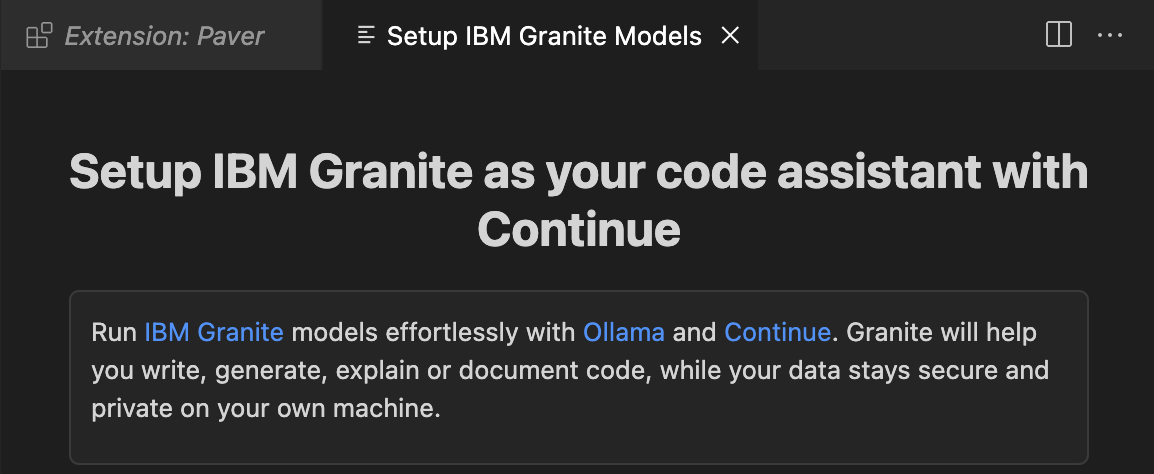 Extension: Paver
Setup IBM Granite Models
Setup IBM Granite as your code assistant with
Continue
Run IBM Granite models effortlessly with Ollama and Continue. Granite will help
you write, generate, explain or document code, while your data stays secure and
private on your own machine.